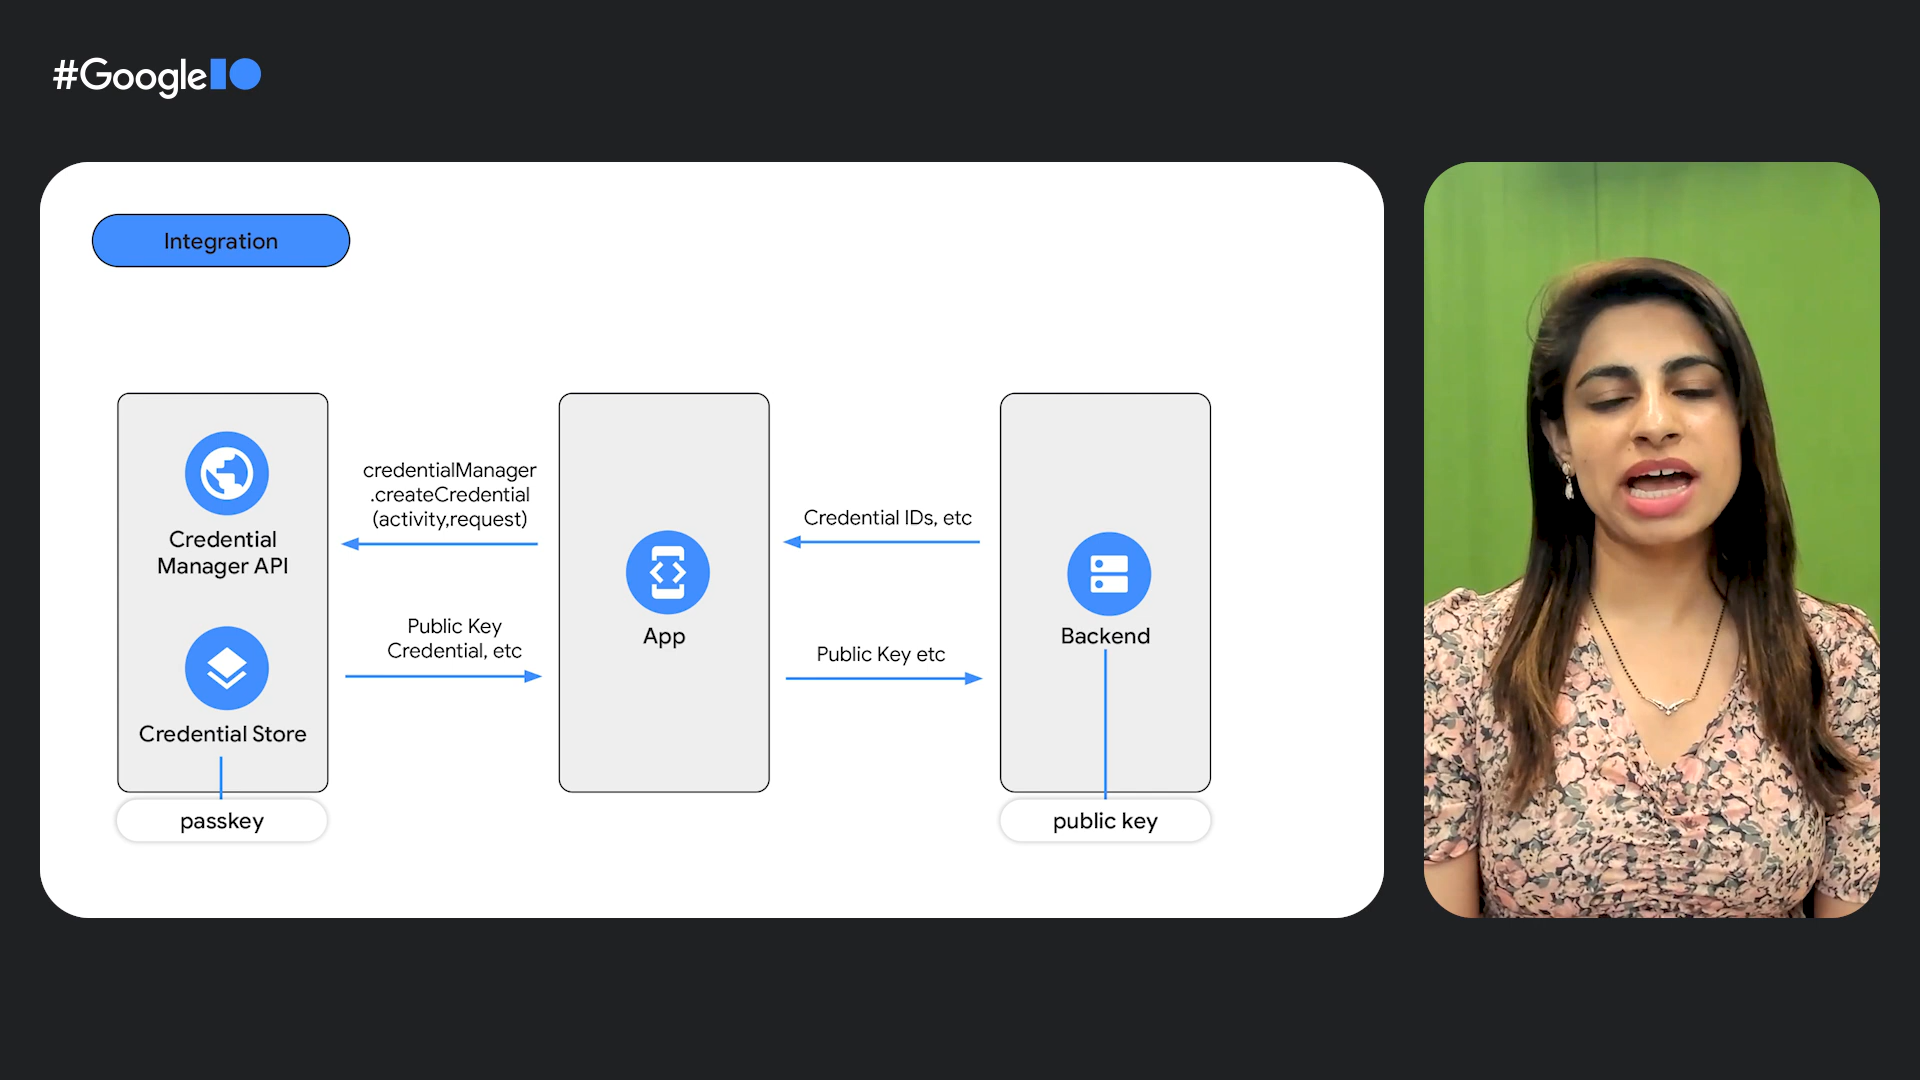 #GoogleIO
Integration
Credential
Manager API
Credential Store
passkey
credentialManager
.createCredential
(activity,request)
Public Key
Credential, etc
App
Credential IDs, etc
Public Key etc
Backend
public key